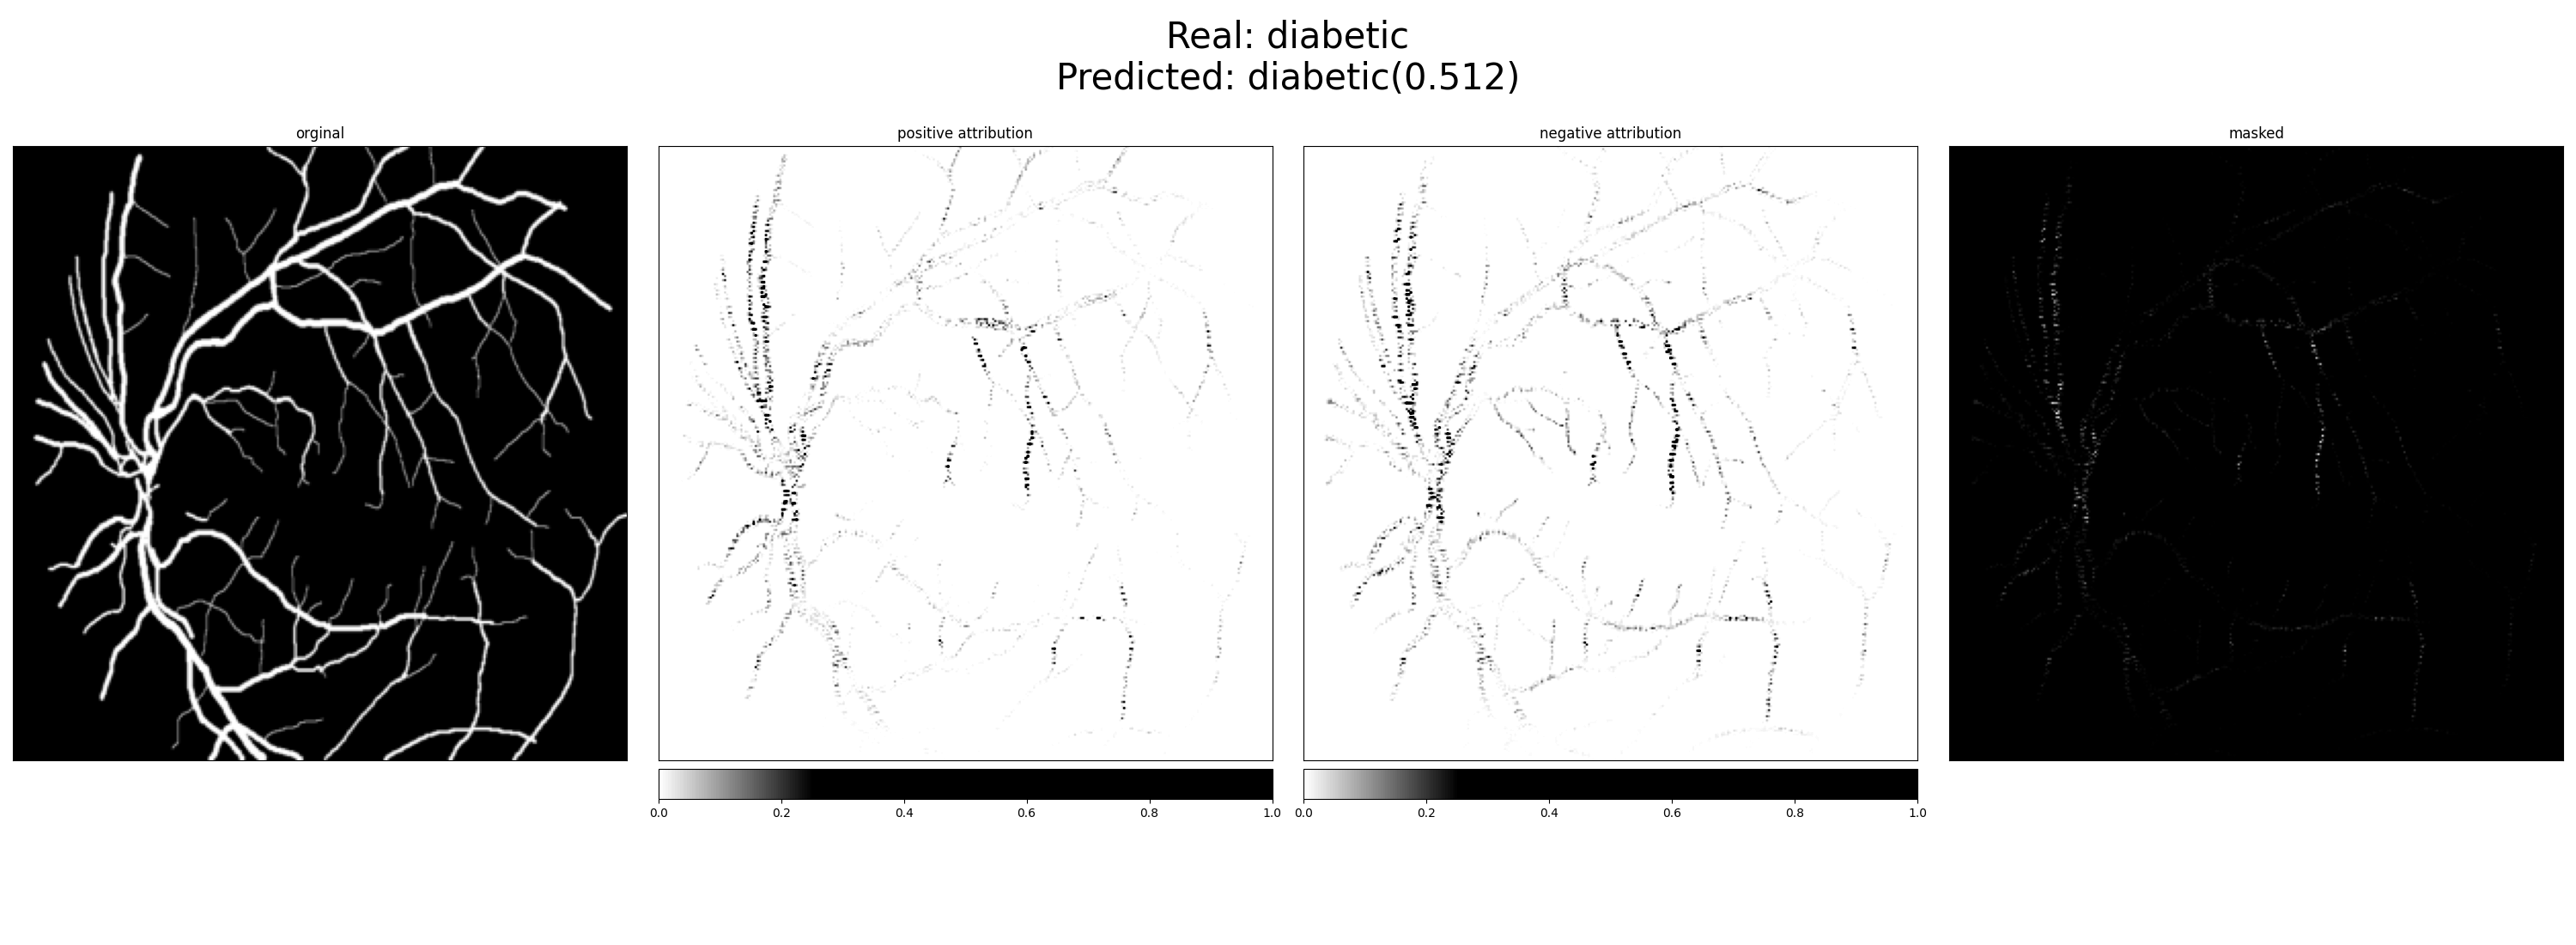 Real: diabetic
Predicted: diabetic(0.512)
orginal
positive attribution
negative attribution
masked
0.0 0.2 0.4 0.6 0.8 1.0
0.0 0.2 0.4 0.6 0.8 1.0